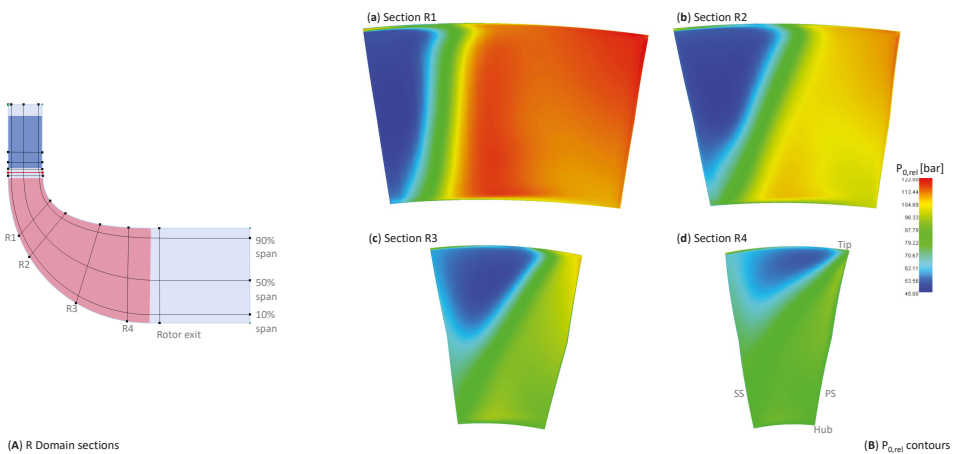 (a) Section R1
(b) Section R2
R1
R2
R3
R4
Rotor exit
90%
span
50%
span
10%
span
P0,rel [bar]
122.00
113.44
104.89
96.33
87.78
79.22
70.67
62.11
53.56
45.00
(c) Section R3
(d) Section R4
Tip
SS
PS
Hub
(A) R Domain sections
(B) P0,rel contours